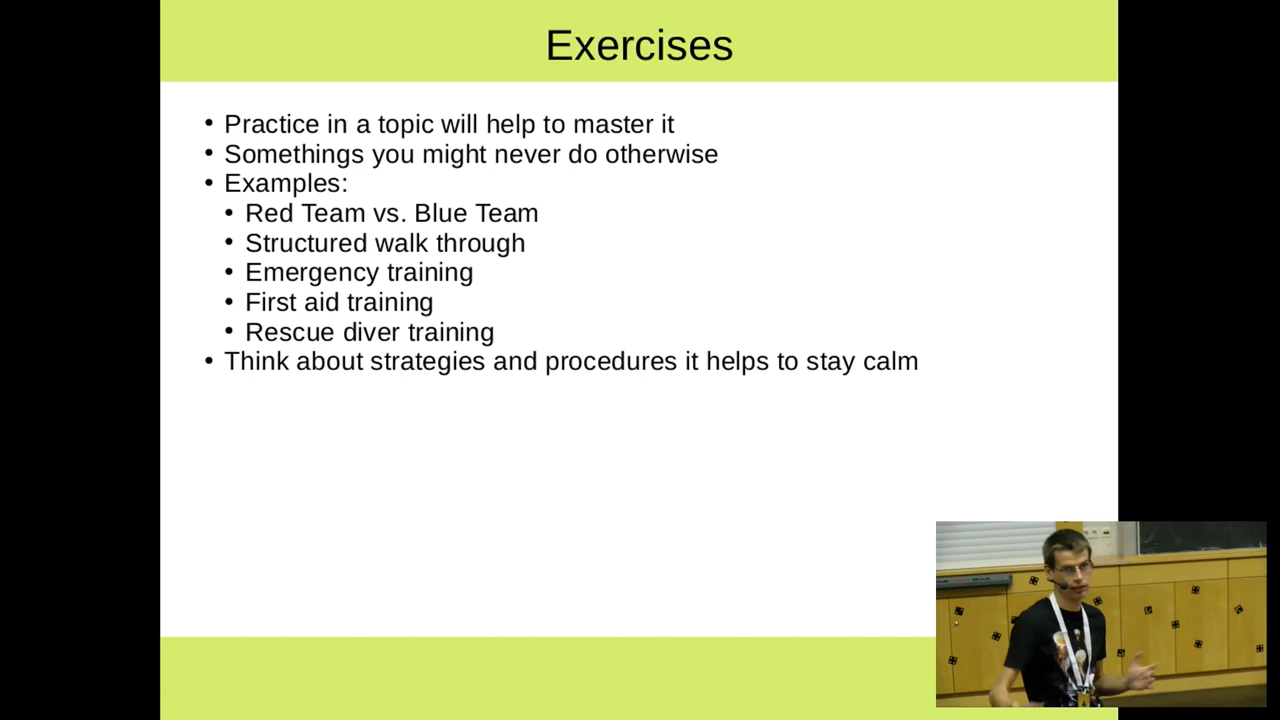 Exercises
• Practice in a topic will help to master it
• Somethings you might never do otherwise
• Examples:
• Red Team vs. Blue Team
• Structured walk through
• Emergency training
• First aid training
• Rescue diver training
• Think about strategies and procedures it helps to stay calm